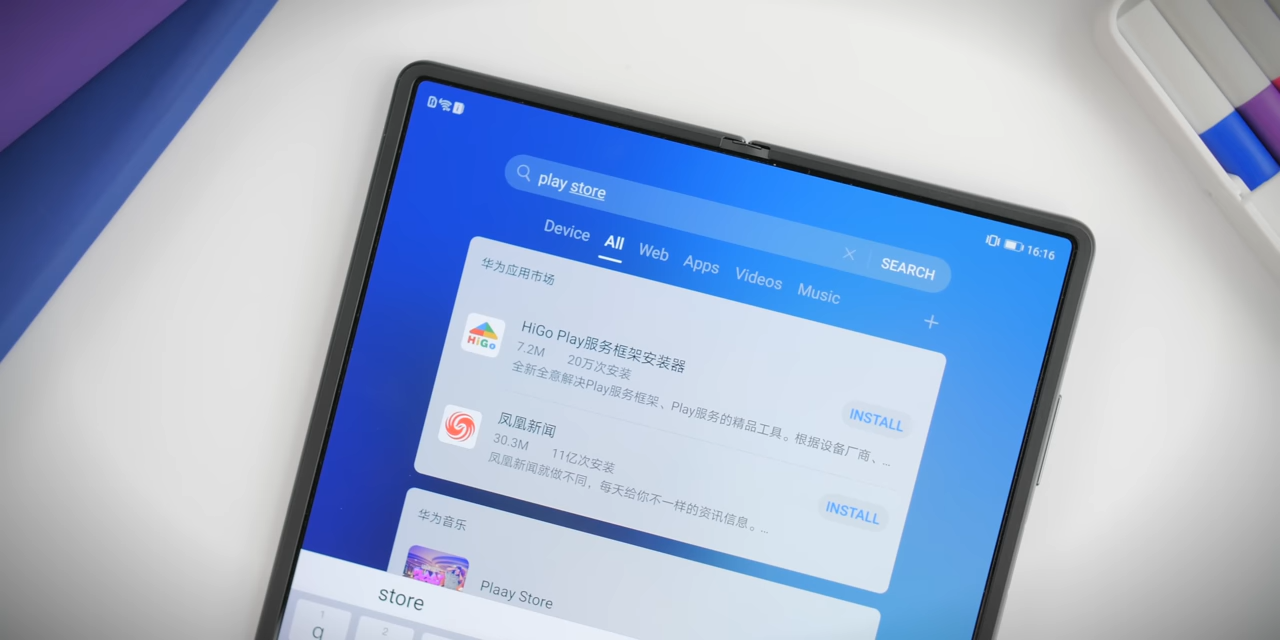 16:16
play store
SEARCH
Device All Web Apps Videos Music
华为应用市场
HiGo
HiGo Play服务框架安装器
7.2M 20万次安装
全新全意解决Play服务框架、Play服务的精品工具。根据设备厂商、...
INSTALL
凤凰新闻
30.3M 11亿次安装
凤凰新闻就做不同，每天给你不一样的资讯信息。...
INSTALL
华为音乐
Plaay Store
store
1
2
q